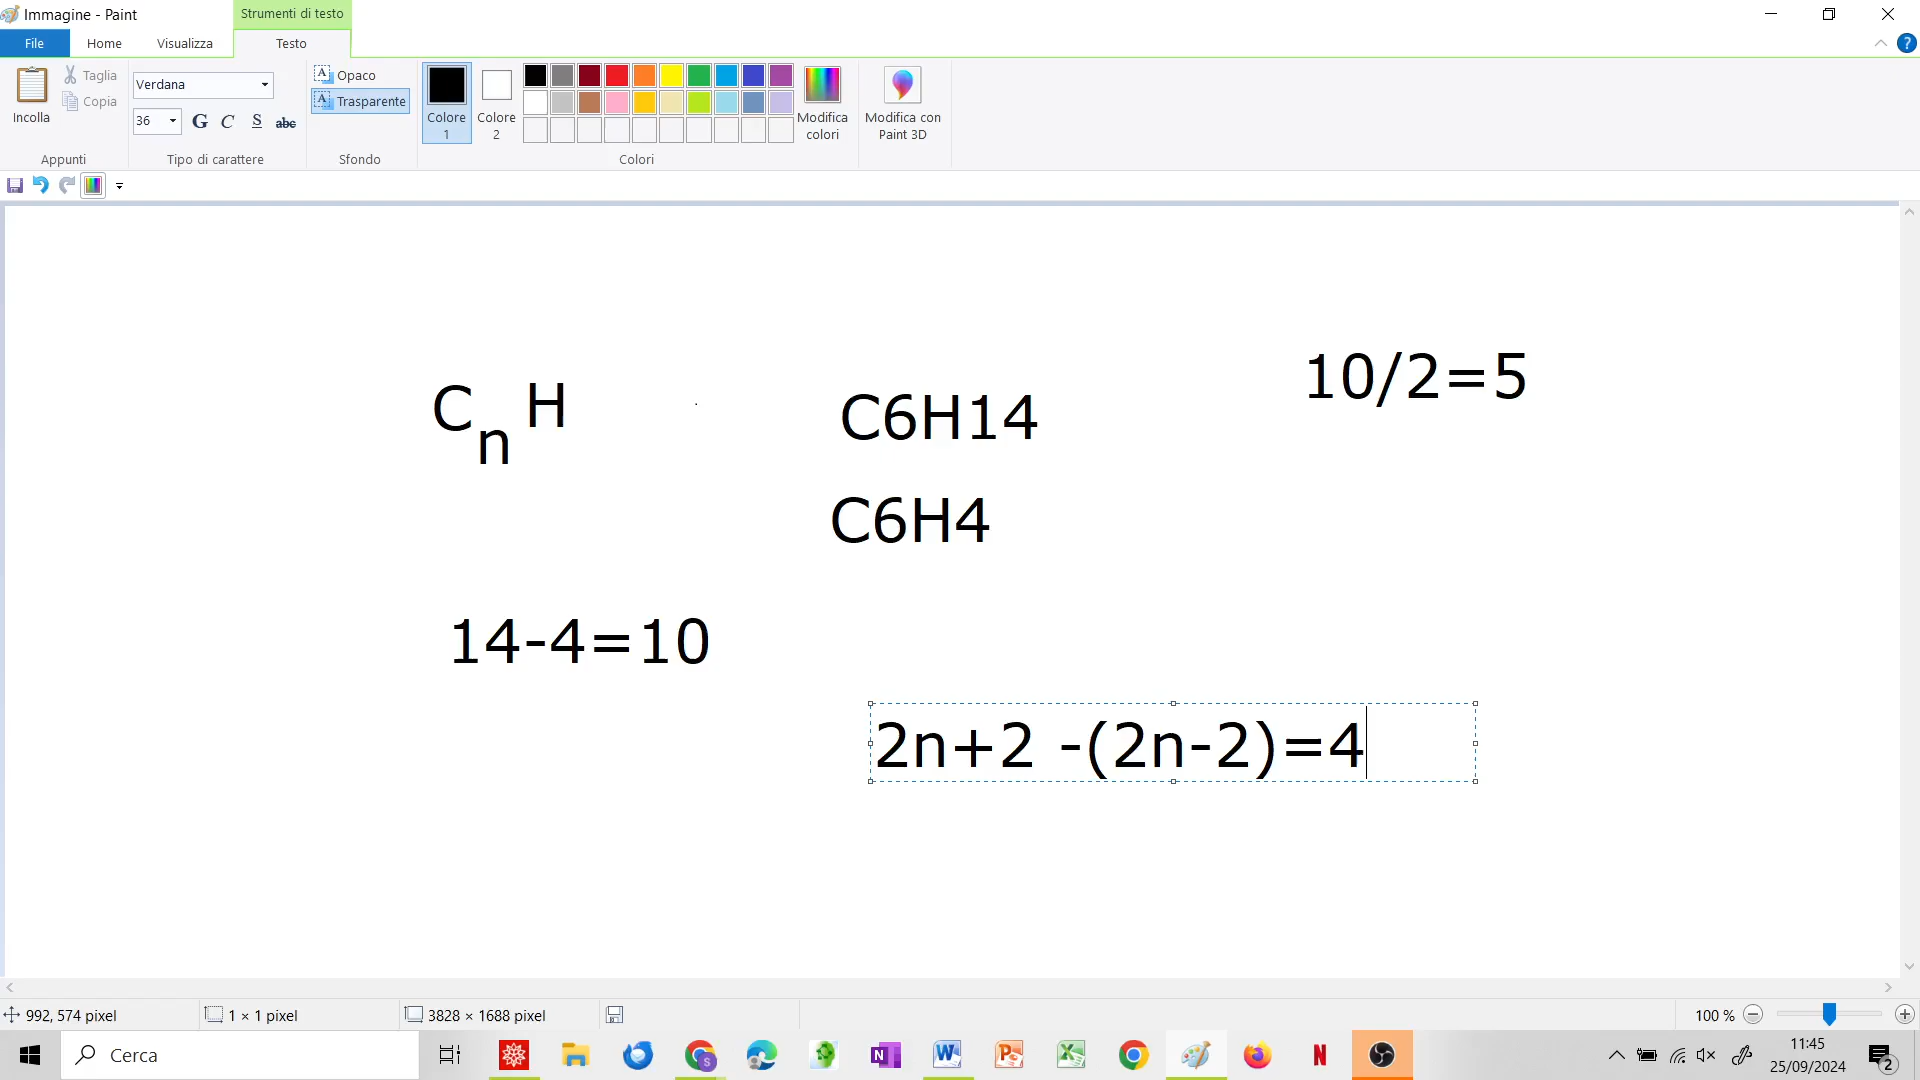 Immagine - Paint
Strumenti di testo
File
Home
Visualizza
Testo
Incolla
Taglia
Copia
Appunti
Verdana
36
G C S abc
Tipo di carattere
Opaco
Trasparente
Sfondo
Colore 1
Colore 2
Modifica colori
Colori
Modifica con Paint 3D
C n H
C6H14
10/2=5
C6H4
14-4=10
2n+2 -(2n-2)=4
992, 574 pixel
1 × 1 pixel
3828 × 1688 pixel
100 %
Cerca
11:45
25/09/2024
2